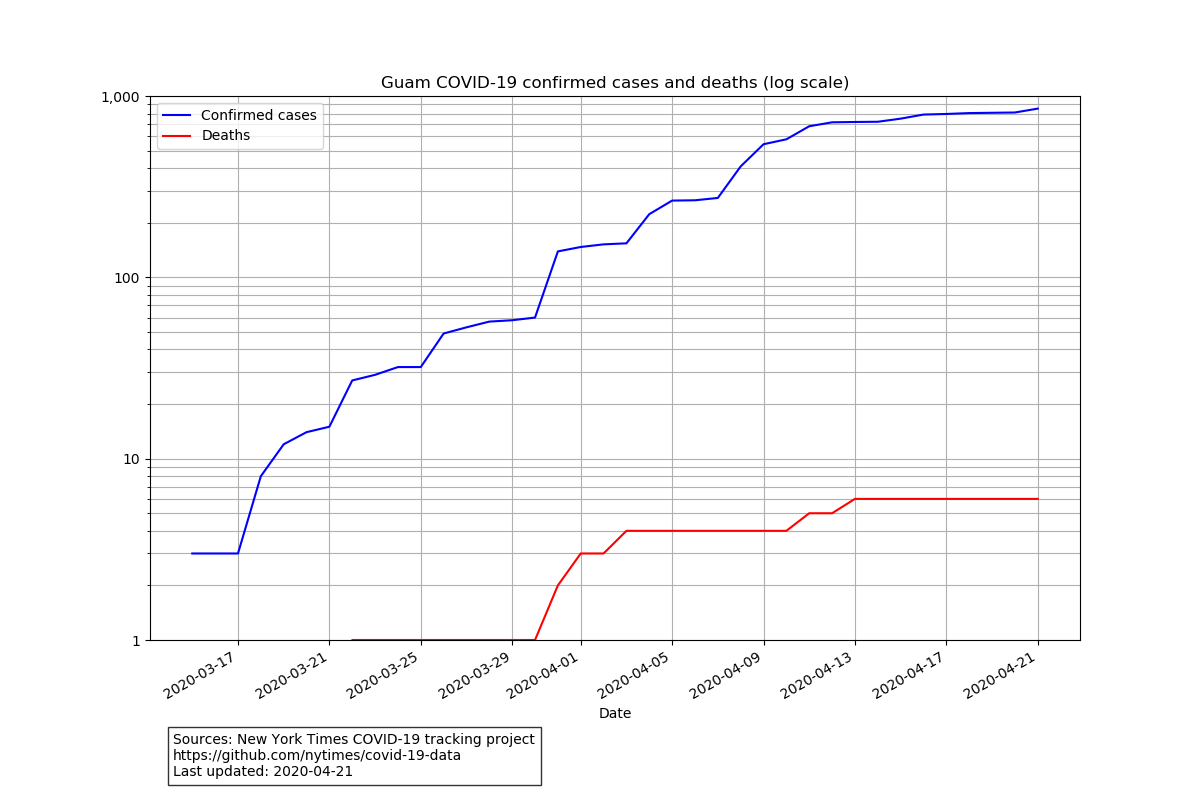 Guam COVID-19 confirmed cases and deaths (log scale)
1,000
Confirmed cases
Deaths
100
10
1
2020-03-17
2020-03-21
2020-03-25
2020-03-29
2020-04-01
2020-04-05
2020-04-09
2020-04-13
2020-04-17
2020-04-21
Date
Sources: New York Times COVID-19 tracking project
https://github.com/nytimes/covid-19-data
Last updated: 2020-04-21